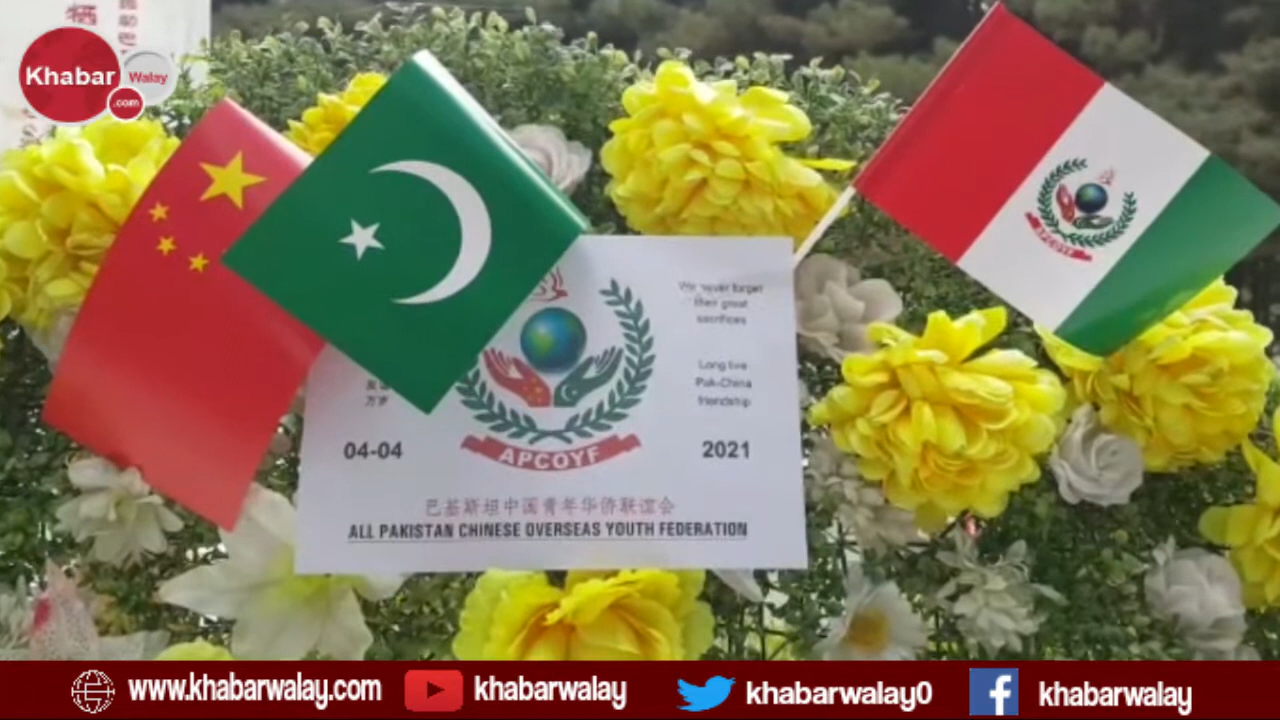 Khabar
Walay
.com
We never forget
their great
sacrifices
Long live
Pak-China
friendship
万岁
04-04
2021
APCOYF
巴基斯坦中国青年华侨联谊会
ALL PAKISTAN CHINESE OVERSEAS YOUTH FEDERATION
APCOYF
www.khabarwalay.com
khabarwalay
khabarwalay0
khabarwalay